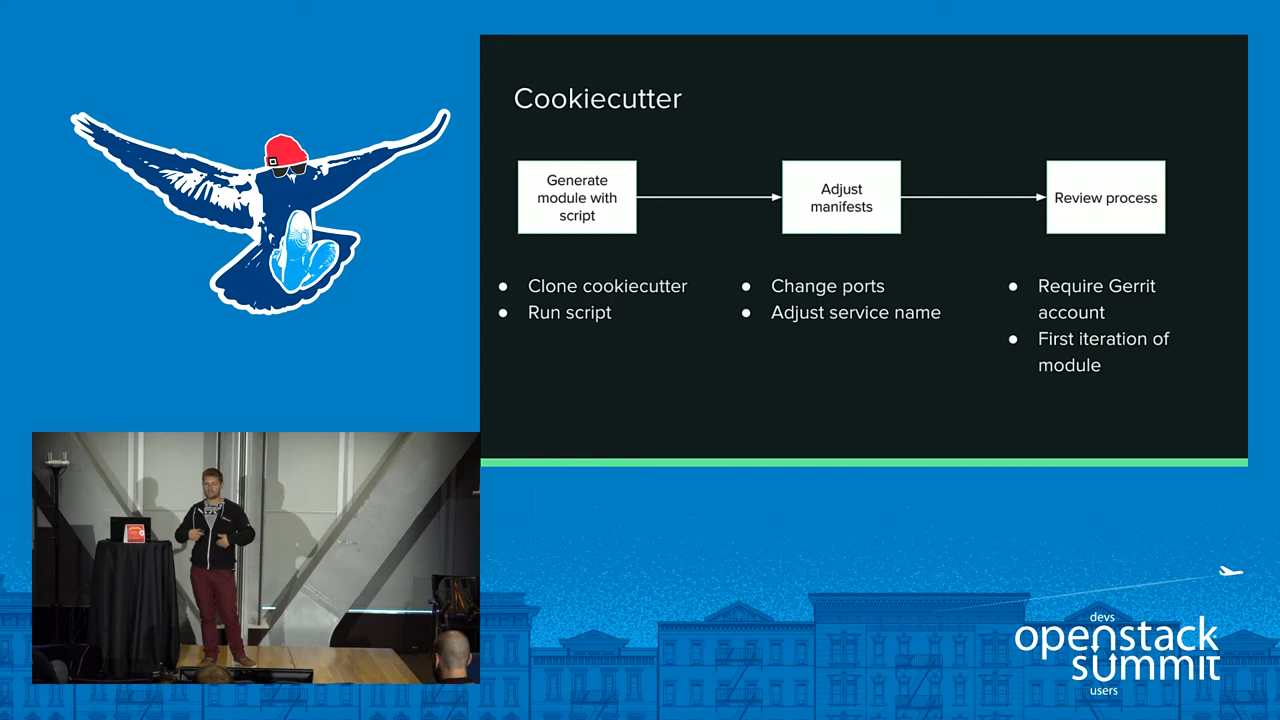 Cookiecutter
Generate
module with
script
Adjust
manifests
Review process
● Clone cookiecutter
● Run script
● Change ports
● Adjust service name
● Require Gerrit
account
● First iteration of
module
devs
openstack
summit
users